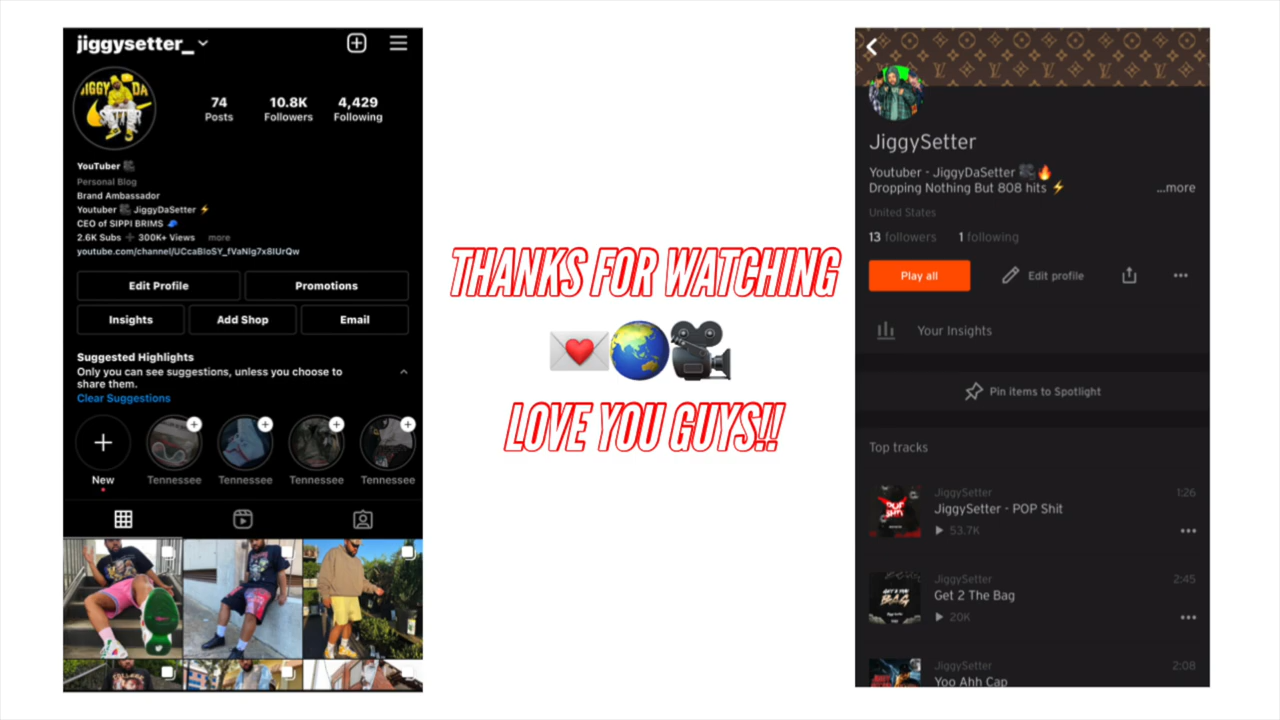 jiggysetter_
JIGGY DA
SETTER
74
Posts
10.8K
Followers
4,429
Following
YouTuber 🎥
Personal Blog
Brand Ambassador
Youtuber 🎥 JiggyDaSetter ⚡
CEO of SIPPI BRIMS 🧢
2.6K Subs ➕ 300K+ Views more
youtube.com/channel/UCcaBIoSY_fVaNIg7x8IUrQw
Edit Profile
Promotions
Insights
Add Shop
Email
Suggested Highlights
Only you can see suggestions, unless you choose to
share them.
Clear Suggestions
New
Tennessee
Tennessee
Tennessee
Tennessee
THANKS FOR WATCHING
💌🌏🎥
LOVE YOU GUYS!!
JiggySetter
Youtuber - JiggyDaSetter 🎥🔥
Dropping Nothing But 808 hits ⚡ ...more
United States
13 followers 1 following
Play all
Edit profile
Your Insights
Pin items to Spotlight
Top tracks
JiggySetter 1:26
JiggySetter - POP Shit
53.7K
JiggySetter 2:45
Get 2 The Bag
20K
JiggySetter 2:08
Yoo Ahh Cap